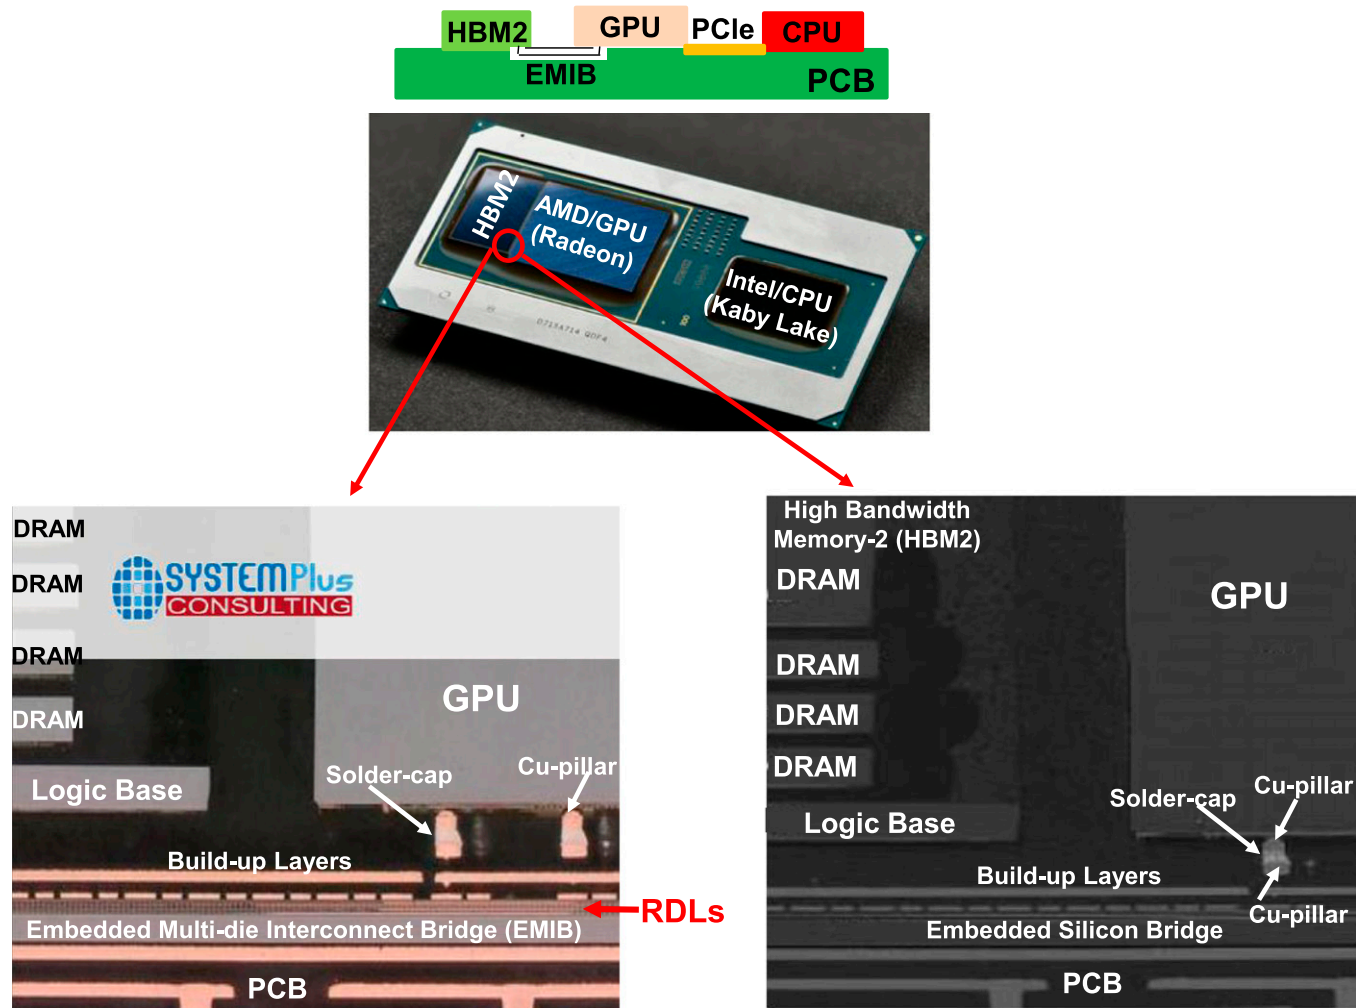 HBM2
GPU
PCIe
CPU
EMIB
PCB
HBM2
AMD/GPU
(Radeon)
Intel/CPU
(Kaby Lake)
D715A714 QDF4
DRAM
DRAM
DRAM
DRAM
SYSTEMPlus
CONSULTING
GPU
Logic Base
Solder-cap
Cu-pillar
Build-up Layers
RDLs
Embedded Multi-die Interconnect Bridge (EMIB)
PCB
High Bandwidth
Memory-2 (HBM2)
DRAM
DRAM
DRAM
DRAM
GPU
Logic Base
Solder-cap
Cu-pillar
Build-up Layers
Cu-pillar
Embedded Silicon Bridge
PCB